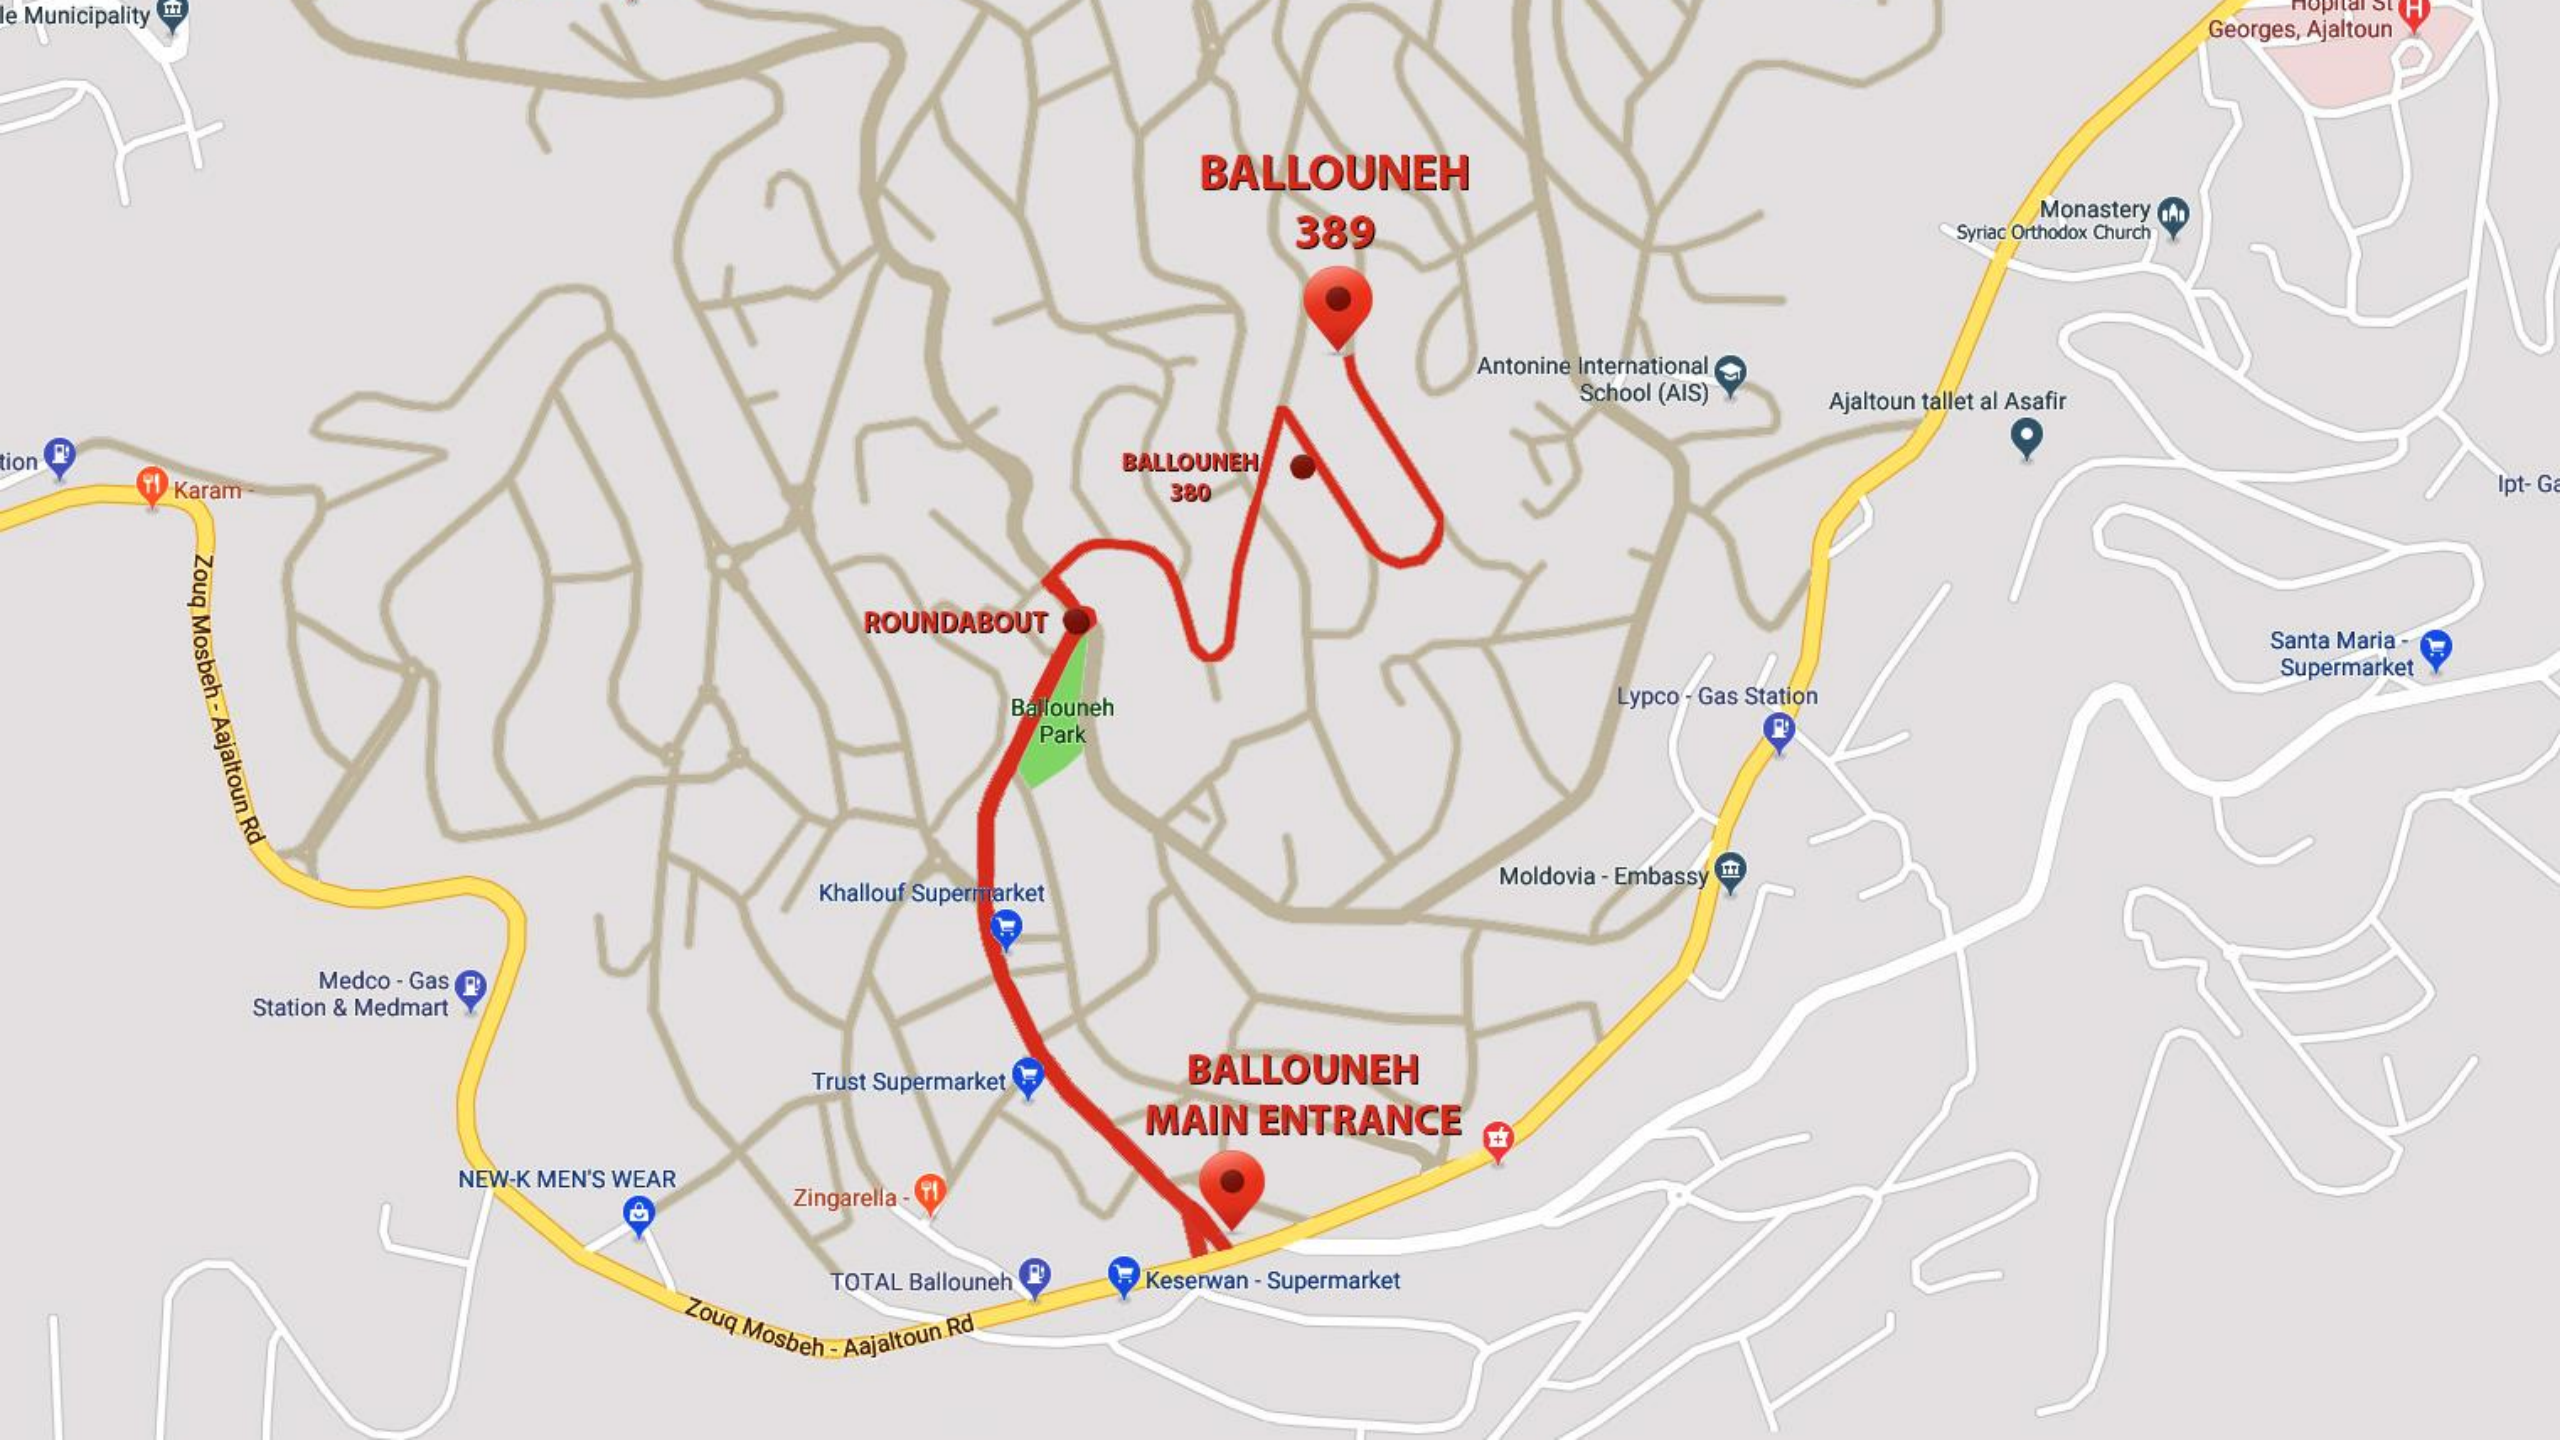 le Municipality
Hopital St
Georges, Ajaltoun
BALLOUNEH
389
Monastery
Syriac Orthodox Church
Antonine International
School (AIS)
Ajaltoun tallet al Asafir
tion
Karam -
BALLOUNEH
380
Ipt- Ga
Zouq Mosbeh - Aajaltoun Rd
ROUNDABOUT
Santa Maria -
Supermarket
Ballouneh
Park
Lypco - Gas Station
Khallouf Supermarket
Moldovia - Embassy
Medco - Gas
Station & Medmart
Trust Supermarket
BALLOUNEH
MAIN ENTRANCE
NEW-K MEN'S WEAR
Zingarella -
TOTAL Ballouneh
Keserwan - Supermarket
Zouq Mosbeh - Aajaltoun Rd
H